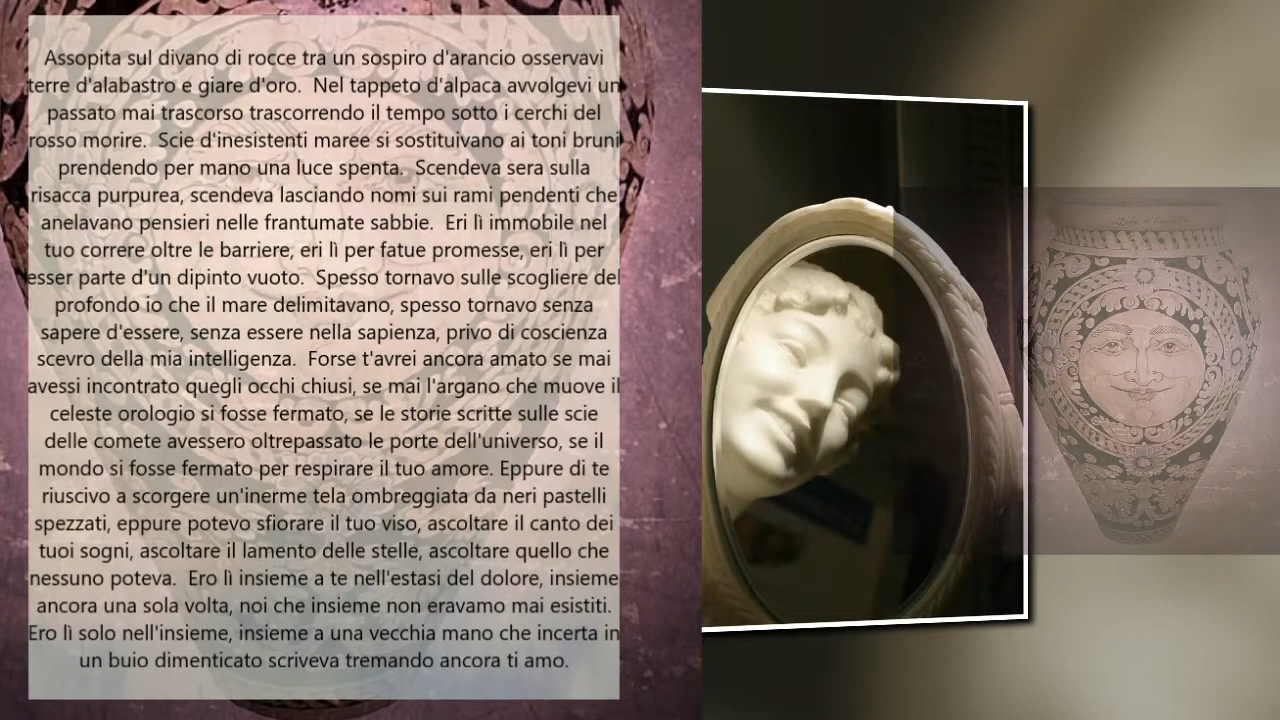 Assopita sul divano di rocce tra un sospiro d'arancio osservavi
terre d'alabastro e giare d'oro.  Nel tappeto d'alpaca avvolgevi un
passato mai trascorso trascorrendo il tempo sotto i cerchi del
rosso morire.  Scie d'inesistenti maree si sostituivano ai toni bruni
prendendo per mano una luce spenta.  Scendeva sera sulla
risacca purpurea, scendeva lasciando nomi sui rami pendenti che
anelavano pensieri nelle frantumate sabbie.  Eri lì immobile nel
tuo correre oltre le barriere, eri lì per fatue promesse, eri lì per
esser parte d'un dipinto vuoto.  Spesso tornavo sulle scogliere del
profondo io che il mare delimitavano, spesso tornavo senza
sapere d'essere, senza essere nella sapienza, privo di coscienza
scevro della mia intelligenza.  Forse t'avrei ancora amato se mai
avessi incontrato quegli occhi chiusi, se mai l'argano che muove il
celeste orologio si fosse fermato, se le storie scritte sulle scie
delle comete avessero oltrepassato le porte dell'universo, se il
mondo si fosse fermato per respirare il tuo amore. Eppure di te
riuscivo a scorgere un'inerme tela ombreggiata da neri pastelli
spezzati, eppure potevo sfiorare il tuo viso, ascoltare il canto dei
tuoi sogni, ascoltare il lamento delle stelle, ascoltare quello che
nessuno poteva.  Ero lì insieme a te nell'estasi del dolore, insieme
ancora una sola volta, noi che insieme non eravamo mai esistiti.
Ero lì solo nell'insieme, insieme a una vecchia mano che incerta in
un buio dimenticato scriveva tremando ancora ti amo.